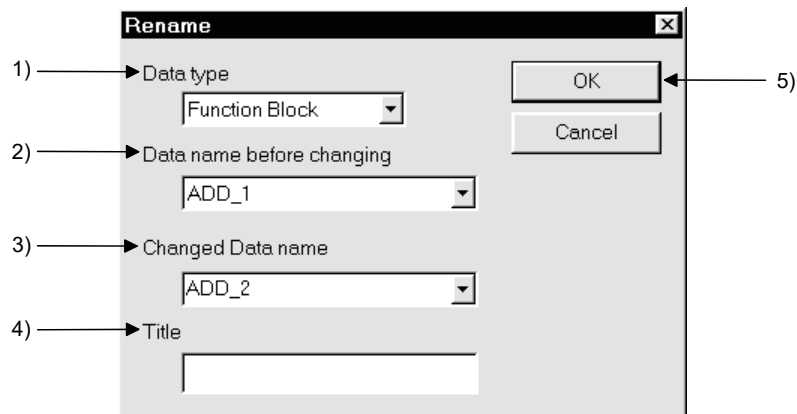 Rename
1) Data type
Function Block
OK
5)
Cancel
2) Data name before changing
ADD_1
3) Changed Data name
ADD_2
4) Title